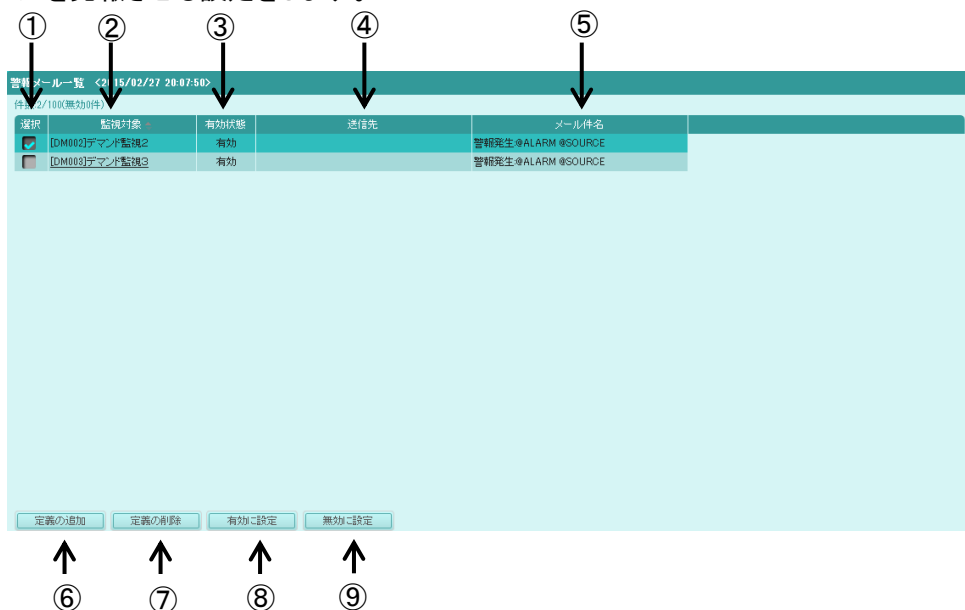 ① ② ③ ④ ⑤
警報メール一覧 <2015/02/27 20:07:50>
件数:2/100(無効0件)
選択 監視対象 有効状態 送信先 メール件名
[DM002]デマンド監視2 有効 警報発生:@ALARM @SOURCE
[DM003]デマンド監視3 有効 警報発生:@ALARM @SOURCE
定義の追加 定義の削除 有効に設定 無効に設定
⑥ ⑦ ⑧ ⑨